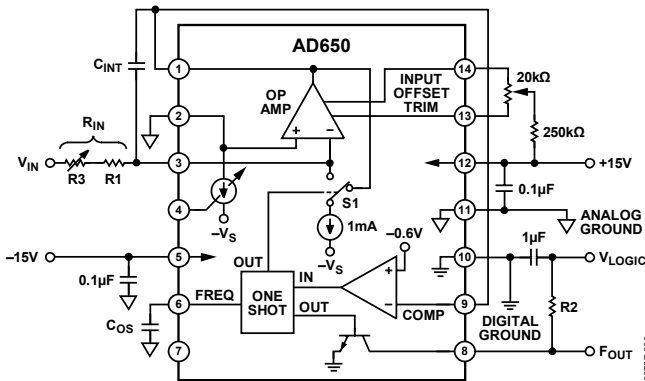 AD650
C_INT
1
14
20kΩ
OP AMP
INPUT OFFSET TRIM
2
13
250kΩ
R_IN
+
–
V_IN
R3
R1
3
12
+15V
S1
0.1µF
4
11
ANALOG GROUND
–V_S
1mA
–0.6V
1µF
–15V
5
OUT
–V_S
10
V_LOGIC
0.1µF
IN
+
–
6
FREQ
ONE SHOT
OUT
COMP
9
R2
C_OS
DIGITAL GROUND
7
8
F_OUT